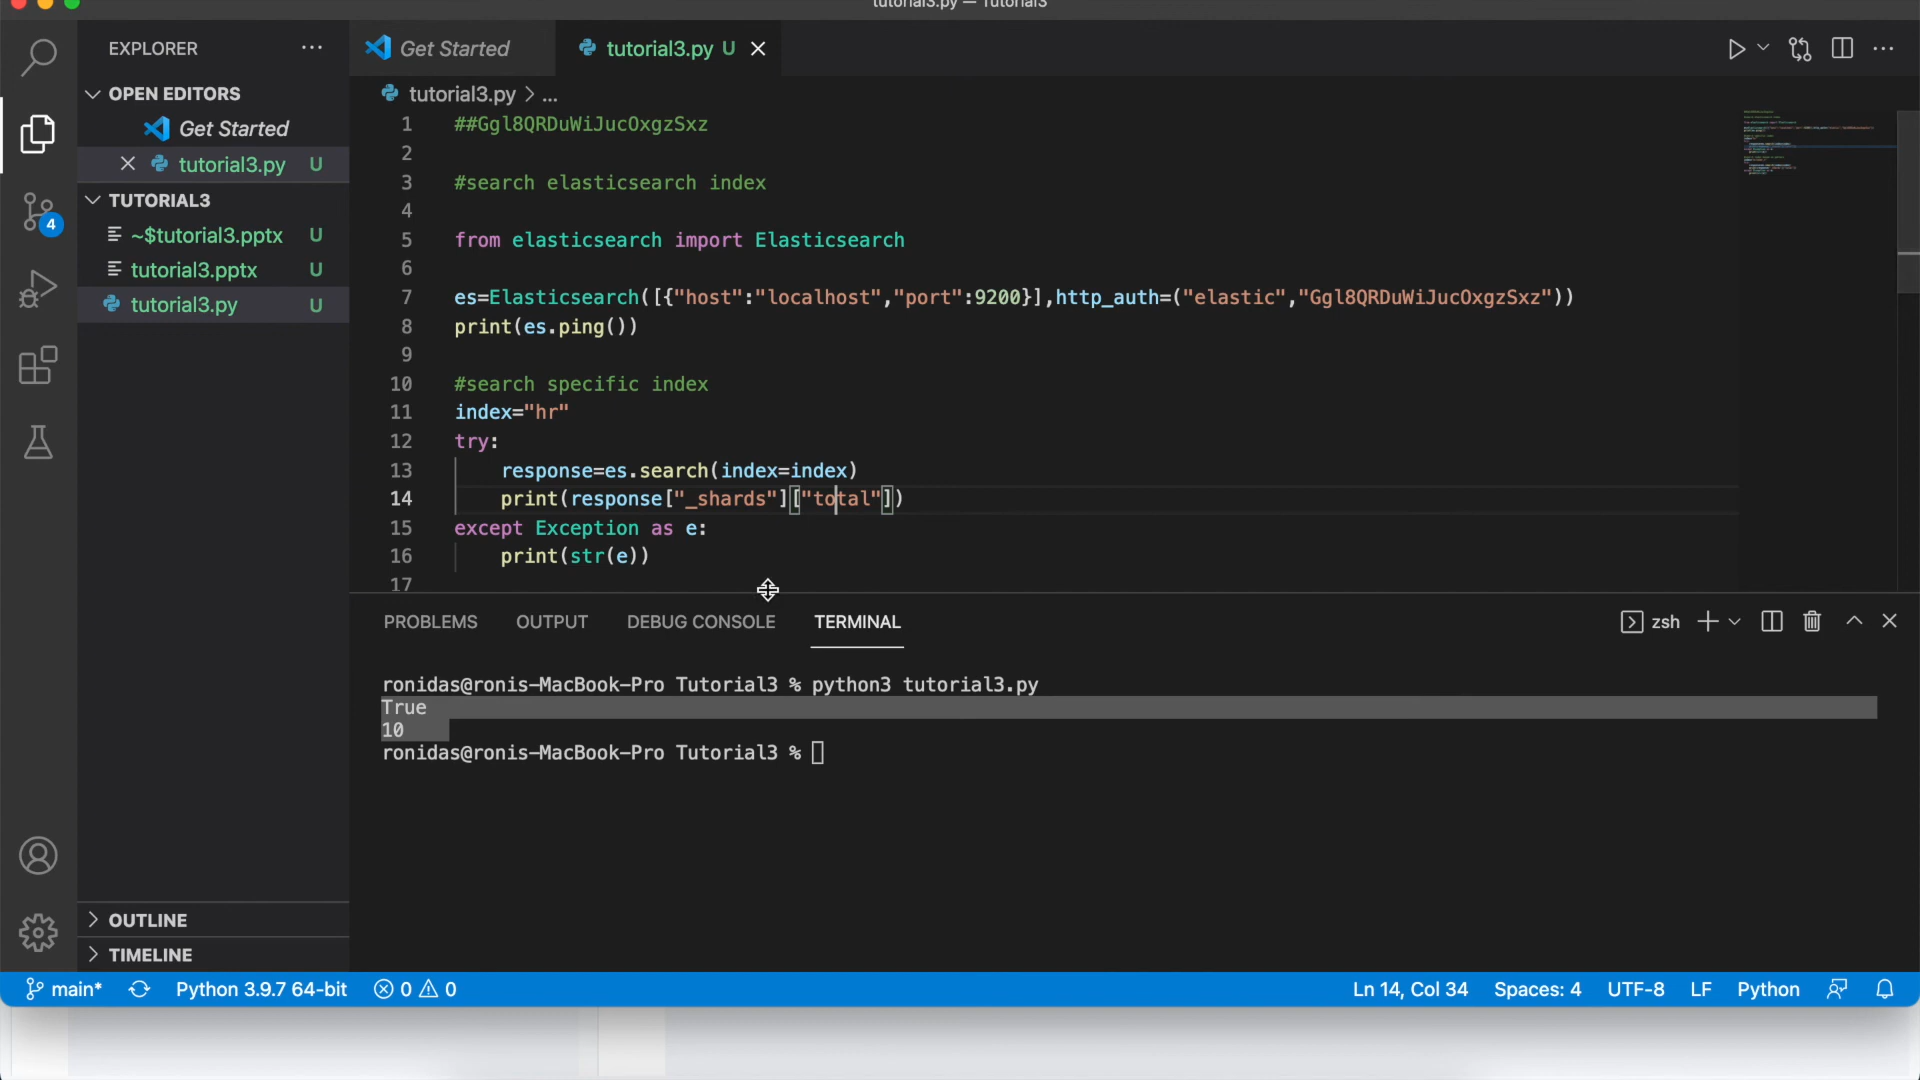 tutorial3.py — Tutorial3
EXPLORER
Get Started
tutorial3.py U
OPEN EDITORS
Get Started
tutorial3.py U
TUTORIAL3
~$tutorial3.pptx U
tutorial3.pptx U
tutorial3.py U
4
OUTLINE
TIMELINE
tutorial3.py > ...
1 ##Ggl8QRDuWiJucOxgzSxz
2
3 #search elasticsearch index
4
5 from elasticsearch import Elasticsearch
6
7 es=Elasticsearch([{"host":"localhost","port":9200}],http_auth=("elastic","Ggl8QRDuWiJucOxgzSxz"))
8 print(es.ping())
9
10 #search specific index
11 index="hr"
12 try:
13 response=es.search(index=index)
14 print(response["_shards"]["total"])
15 except Exception as e:
16 print(str(e))
17
PROBLEMS OUTPUT DEBUG CONSOLE TERMINAL
zsh
ronidas@ronis-MacBook-Pro Tutorial3 % python3 tutorial3.py
True
10
ronidas@ronis-MacBook-Pro Tutorial3 %
main* Python 3.9.7 64-bit 0 0 Ln 14, Col 34 Spaces: 4 UTF-8 LF Python